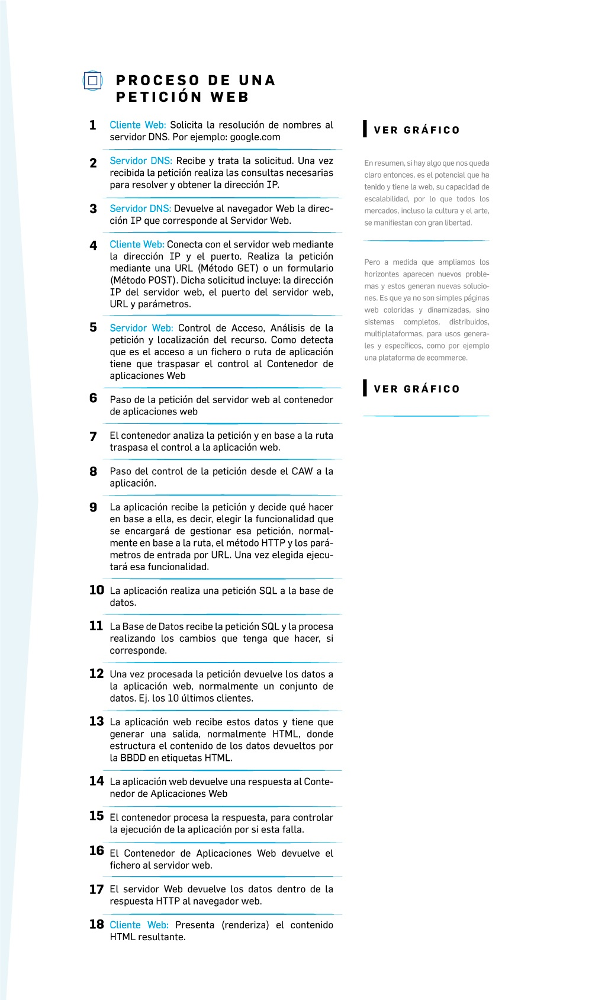 PROCESO DE UNA
PETICIÓN WEB
1 Cliente Web: Solicita la resolución de nombres al
servidor DNS. Por ejemplo: google.com
2 Servidor DNS: Recibe y trata la solicitud. Una vez
recibida la petición realiza las consultas necesarias
para resolver y obtener la dirección IP.
3 Servidor DNS: Devuelve al navegador Web la direc-
ción IP que corresponde al Servidor Web.
4 Cliente Web: Conecta con el servidor web mediante
la dirección IP y el puerto. Realiza la petición
mediante una URL (Método GET) o un formulario
(Método POST). Dicha solicitud incluye: la dirección
IP del servidor web, el puerto del servidor web,
URL y parámetros.
5 Servidor Web: Control de Acceso, Análisis de la
petición y localización del recurso. Como detecta
que es el acceso a un fichero o ruta de aplicación
tiene que traspasar el control al Contenedor de
aplicaciones Web
6 Paso de la petición del servidor web al contenedor
de aplicaciones web
7 El contenedor analiza la petición y en base a la ruta
traspasa el control a la aplicación web.
8 Paso del control de la petición desde el CAW a la
aplicación.
9 La aplicación recibe la petición y decide qué hacer
en base a ella, es decir, elegir la funcionalidad que
se encargará de gestionar esa petición, normal-
mente en base a la ruta, el método HTTP y los pará-
metros de entrada por URL. Una vez elegida ejecu-
tará esa funcionalidad.
10 La aplicación realiza una petición SQL a la base de
datos.
11 La Base de Datos recibe la petición SQL y la procesa
realizando los cambios que tenga que hacer, si
corresponde.
12 Una vez procesada la petición devuelve los datos a
la aplicación web, normalmente un conjunto de
datos. Ej. los 10 últimos clientes.
13 La aplicación web recibe estos datos y tiene que
generar una salida, normalmente HTML, donde
estructura el contenido de los datos devueltos por
la BBDD en etiquetas HTML.
14 La aplicación web devuelve una respuesta al Conte-
nedor de Aplicaciones Web
15 El contenedor procesa la respuesta, para controlar
la ejecución de la aplicación por si esta falla.
16 El Contenedor de Aplicaciones Web devuelve el
fichero al servidor web.
17 El servidor Web devuelve los datos dentro de la
respuesta HTTP al navegador web.
18 Cliente Web: Presenta (renderiza) el contenido
HTML resultante.
VER GRÁFICO
En resumen, si hay algo que nos queda
claro entonces, es el potencial que ha
tenido y tiene la web, su capacidad de
escalabilidad, por lo que todos los
mercados, incluso la cultura y el arte,
se manifiestan con gran libertad.
Pero a medida que ampliamos los
horizontes aparecen nuevos proble-
mas y estos generan nuevas solucio-
nes. Es que ya no son simples páginas
web coloridas y dinamizadas, sino
sistemas completos, distribuidos,
multiplataformas, para usos genera-
les y específicos, como por ejemplo
una plataforma de ecommerce.
VER GRÁFICO